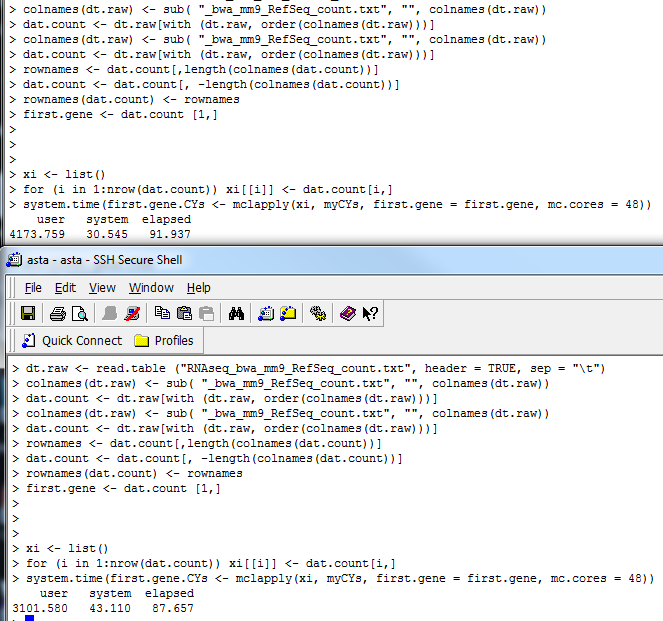 > colnames(dt.raw) <- sub( "_bwa_mm9_RefSeq_count.txt", "", colnames(dt.raw))
> dat.count <- dt.raw[with (dt.raw, order(colnames(dt.raw)))]
> colnames(dt.raw) <- sub( "_bwa_mm9_RefSeq_count.txt", "", colnames(dt.raw))
> dat.count <- dt.raw[with (dt.raw, order(colnames(dt.raw)))]
> rownames <- dat.count[,length(colnames(dat.count))]
> dat.count <- dat.count[, -length(colnames(dat.count))]
> rownames(dat.count) <- rownames
> first.gene <- dat.count [1,]
>
>
>
> xi <- list()
> for (i in 1:nrow(dat.count)) xi[[i]] <- dat.count[i,]
> system.time(first.gene.CYs <- mclapply(xi, myCYs, first.gene = first.gene, mc.cores = 48))
user system elapsed
4173.759 30.545 91.937
asta - asta - SSH Secure Shell
File Edit View Window Help
Quick Connect Profiles
> dt.raw <- read.table ("RNAseq_bwa_mm9_RefSeq_count.txt", header = TRUE, sep = "\t")
> colnames(dt.raw) <- sub( "_bwa_mm9_RefSeq_count.txt", "", colnames(dt.raw))
> dat.count <- dt.raw[with (dt.raw, order(colnames(dt.raw)))]
> colnames(dt.raw) <- sub( "_bwa_mm9_RefSeq_count.txt", "", colnames(dt.raw))
> dat.count <- dt.raw[with (dt.raw, order(colnames(dt.raw)))]
> rownames <- dat.count[,length(colnames(dat.count))]
> dat.count <- dat.count[, -length(colnames(dat.count))]
> rownames(dat.count) <- rownames
> first.gene <- dat.count [1,]
>
>
>
> xi <- list()
> for (i in 1:nrow(dat.count)) xi[[i]] <- dat.count[i,]
> system.time(first.gene.CYs <- mclapply(xi, myCYs, first.gene = first.gene, mc.cores = 48))
user system elapsed
3101.580 43.110 87.657